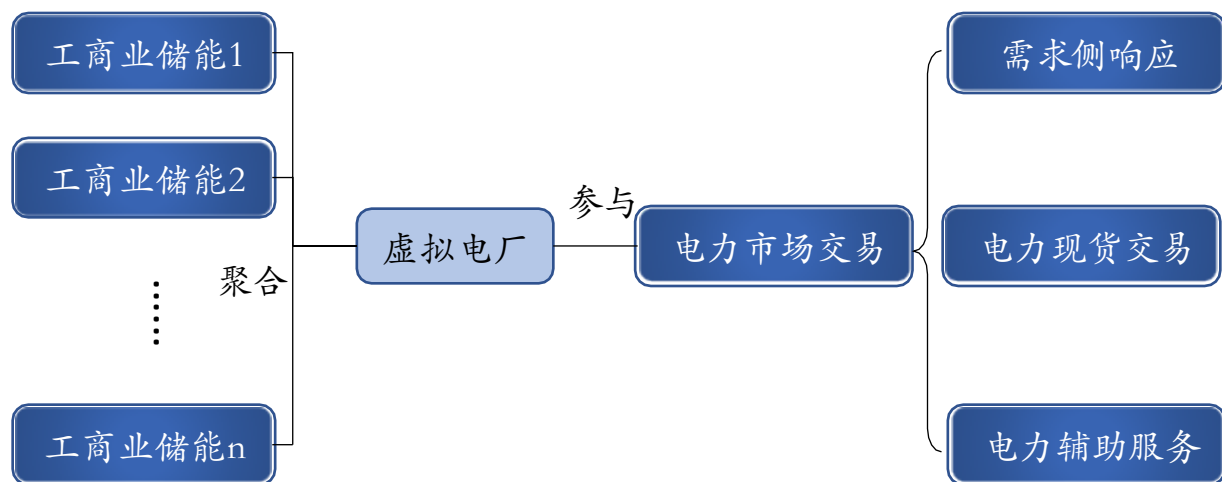 工商业储能1
工商业储能2
工商业储能n
聚合
虚拟电厂
参与
电力市场交易
需求侧响应
电力现货交易
电力辅助服务